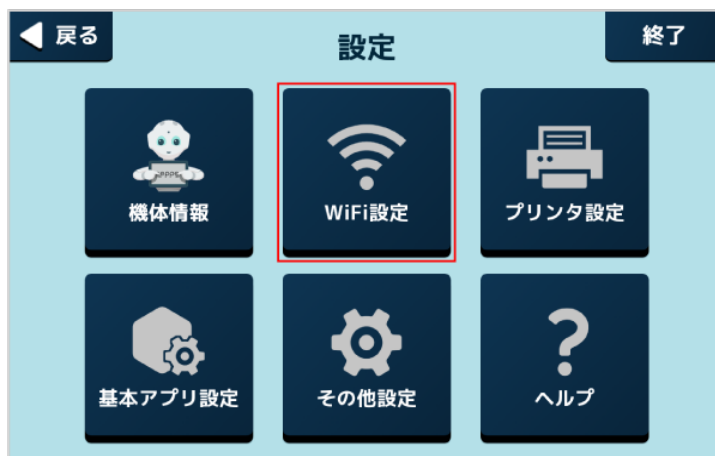 戻る
設定
終了
機体情報
WiFi設定
プリンタ設定
基本アプリ設定
その他設定
ヘルプ